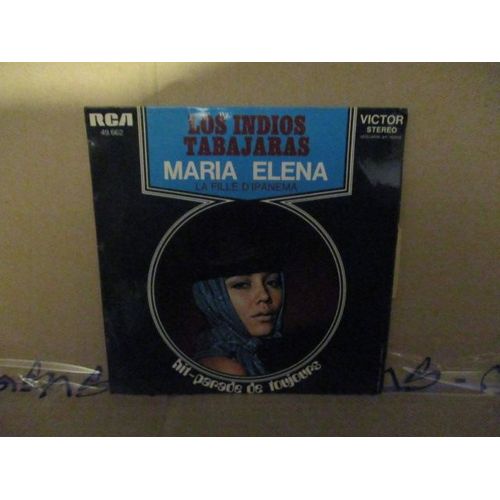 RCA
49.662
LOS INDIOS
TABAJARAS
VICTOR
STEREO
MARIA ELENA
LA FILLE D'IPANEMA
hit-parade de toujours